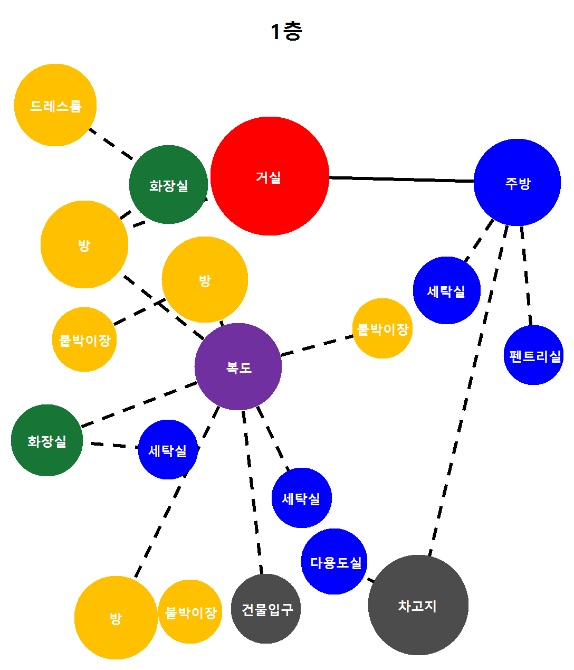 1층
드레스룸
화장실
거실
주방
방
방
세탁실
붙박이장
붙박이장
펜트리실
복도
화장실
세탁실
세탁실
다용도실
방
붙박이장
건물입구
차고지